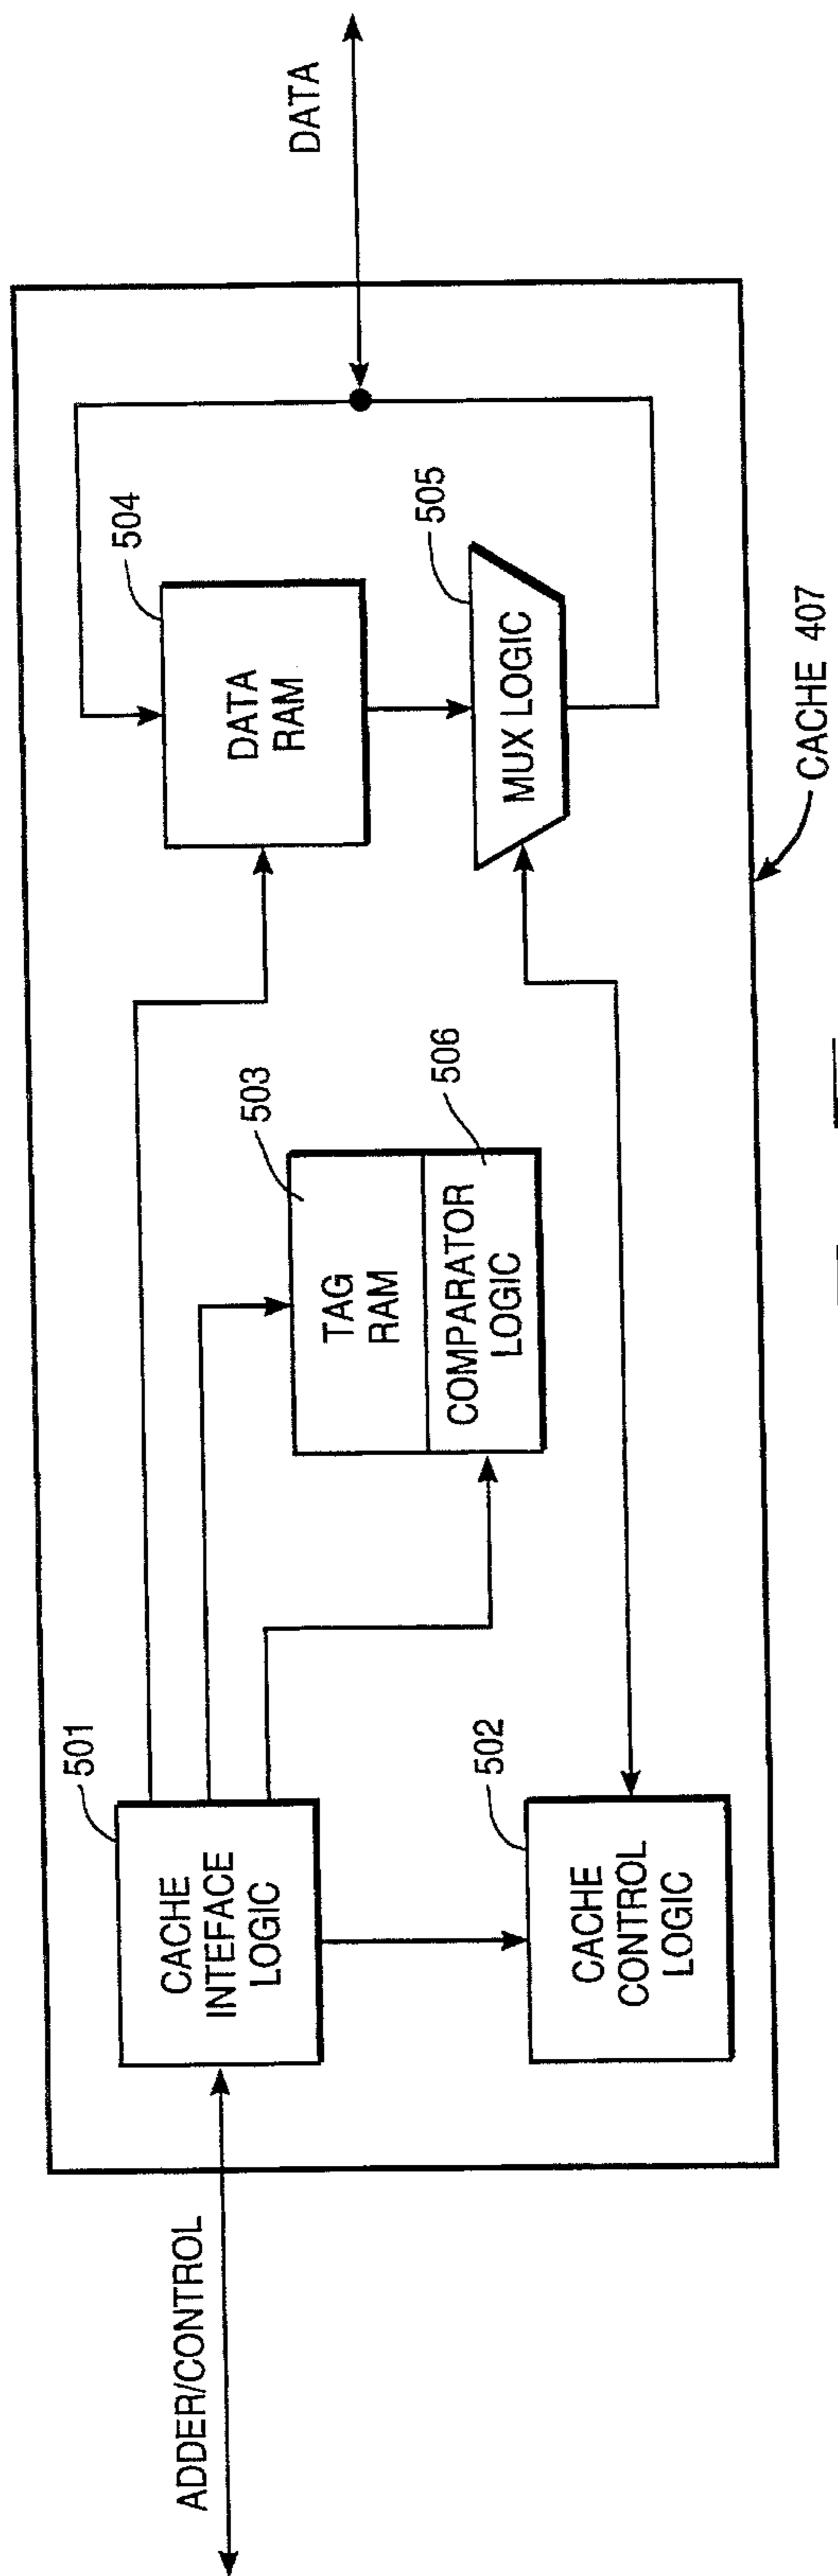 ADDER/CONTROL
DATA
501
CACHE
INTEFACE
LOGIC
502
CACHE
CONTROL
LOGIC
503
TAG
RAM
506
COMPARATOR
LOGIC
504
DATA
RAM
505
MUX LOGIC
CACHE 407